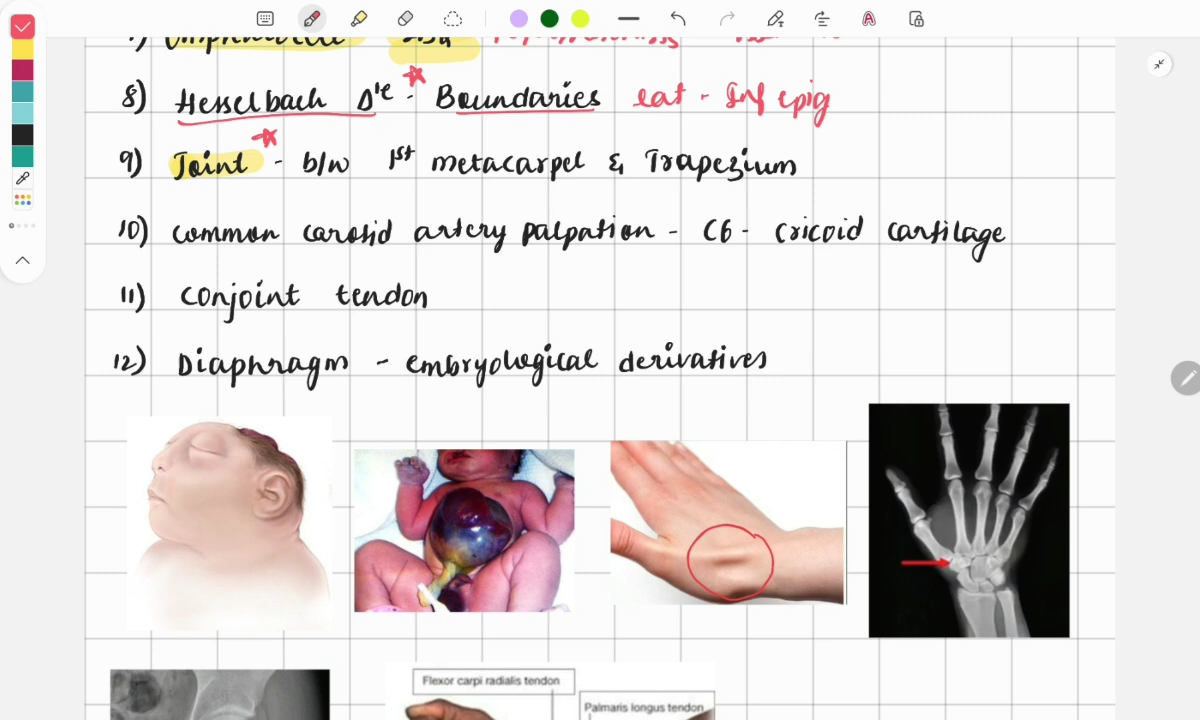 8) Hesselbach Δle - Boundaries lat - Inf epig
9) Joint - b/w 1st metacarpel & Trapezium
10) common carotid artery palpation - C6 - cricoid cartilage
11) conjoint tendon
12) Diaphragm - embryological derivatives
Flexor carpi radialis tendon
Palmaris longus tendon